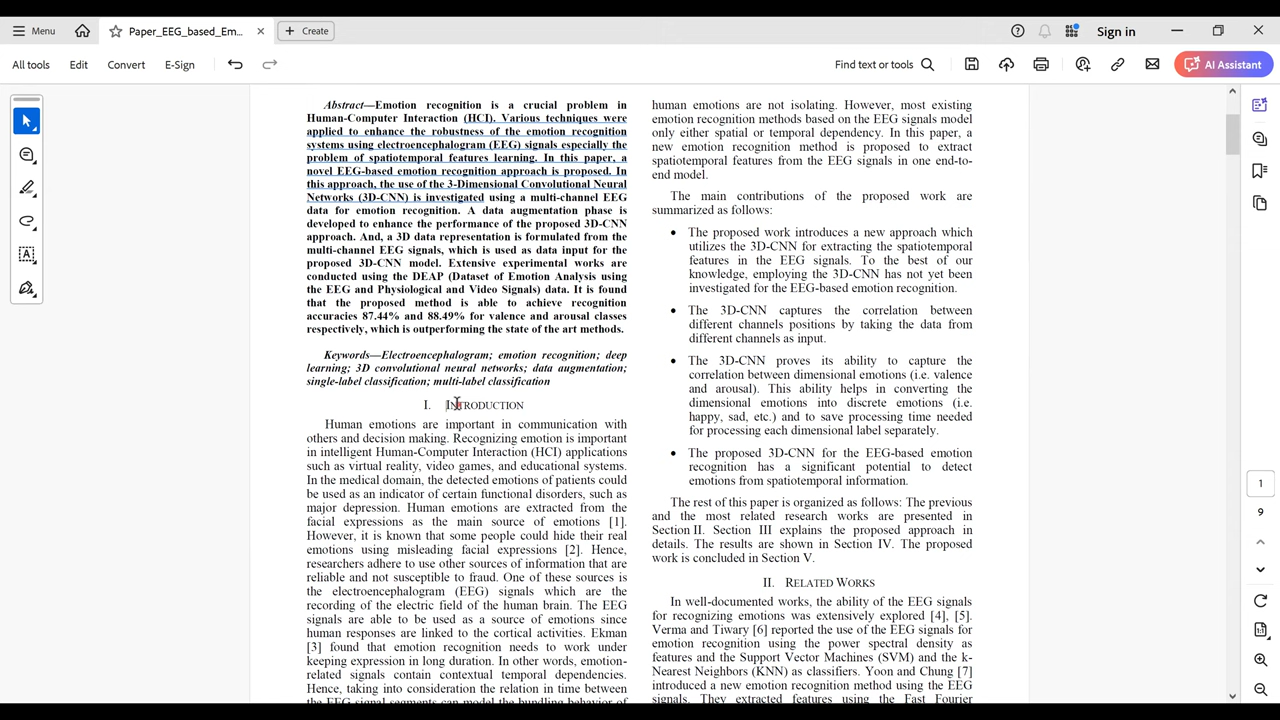 Menu
Paper_EEG_based_Em...
Create
Sign in
All tools
Edit
Convert
E-Sign
Find text or tools
AI Assistant
Abstract—Emotion recognition is a crucial problem in
Human-Computer Interaction (HCI). Various techniques were
applied to enhance the robustness of the emotion recognition
systems using electroencephalogram (EEG) signals especially the
problem of spatiotemporal features learning. In this paper, a
novel EEG-based emotion recognition approach is proposed. In
this approach, the use of the 3-Dimensional Convolutional Neural
Networks (3D-CNN) is investigated using a multi-channel EEG
data for emotion recognition. A data augmentation phase is
developed to enhance the performance of the proposed 3D-CNN
approach. And, a 3D data representation is formulated from the
multi-channel EEG signals, which is used as data input for the
proposed 3D-CNN model. Extensive experimental works are
conducted using the DEAP (Dataset of Emotion Analysis using
the EEG and Physiological and Video Signals) data. It is found
that the proposed method is able to achieve recognition
accuracies 87.44% and 88.49% for valence and arousal classes
respectively, which is outperforming the state of the art methods.
Keywords—Electroencephalogram; emotion recognition; deep
learning; 3D convolutional neural networks; data augmentation;
single-label classification; multi-label classification
I. INTRODUCTION
Human emotions are important in communication with
others and decision making. Recognizing emotion is important
in intelligent Human-Computer Interaction (HCI) applications
such as virtual reality, video games, and educational systems.
In the medical domain, the detected emotions of patients could
be used as an indicator of certain functional disorders, such as
major depression. Human emotions are extracted from the
facial expressions as the main source of emotions [1].
However, it is known that some people could hide their real
emotions using misleading facial expressions [2]. Hence,
researchers adhere to use other sources of information that are
reliable and not susceptible to fraud. One of these sources is
the electroencephalogram (EEG) signals which are the
recording of the electric field of the human brain. The EEG
signals are able to be used as a source of emotions since
human responses are linked to the cortical activities. Ekman
[3] found that emotion recognition needs to work under
keeping expression in long duration. In other words, emotion-
related signals contain contextual temporal dependencies.
Hence, taking into consideration the relation in time between
the EEG signal segments can model the bundling behavior of
human emotions are not isolating. However, most existing
emotion recognition methods based on the EEG signals model
only either spatial or temporal dependency. In this paper, a
new emotion recognition method is proposed to extract
spatiotemporal features from the EEG signals in one end-to-
end model.
The main contributions of the proposed work are
summarized as follows:
• The proposed work introduces a new approach which
utilizes the 3D-CNN for extracting the spatiotemporal
features in the EEG signals. To the best of our
knowledge, employing the 3D-CNN has not yet been
investigated for the EEG-based emotion recognition.
• The 3D-CNN captures the correlation between
different channels positions by taking the data from
different channels as input.
• The 3D-CNN proves its ability to capture the
correlation between dimensional emotions (i.e. valence
and arousal). This ability helps in converting the
dimensional emotions into discrete emotions (i.e.
happy, sad, etc.) and to save processing time needed
for processing each dimensional label separately.
• The proposed 3D-CNN for the EEG-based emotion
recognition has a significant potential to detect
emotions from spatiotemporal information.
The rest of this paper is organized as follows: The previous
and the most related research works are presented in
Section II. Section III explains the proposed approach in
details. The results are shown in Section IV. The proposed
work is concluded in Section V.
II. RELATED WORKS
In well-documented works, the ability of the EEG signals
for recognizing emotions was extensively explored [4], [5].
Verma and Tiwary [6] reported the use of the EEG signals for
emotion recognition using the power spectral density as
features and the Support Vector Machines (SVM) and the k-
Nearest Neighbors (KNN) as classifiers. Yoon and Chung [7]
introduced a new emotion recognition method using the EEG
signals. They extracted features using the Fast Fourier
1
9